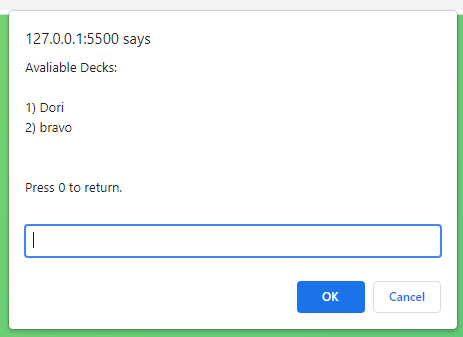 127.0.0.1:5500 says
Avaliable Decks:
1) Dori
2) bravo
Press 0 to return.
OK
Cancel